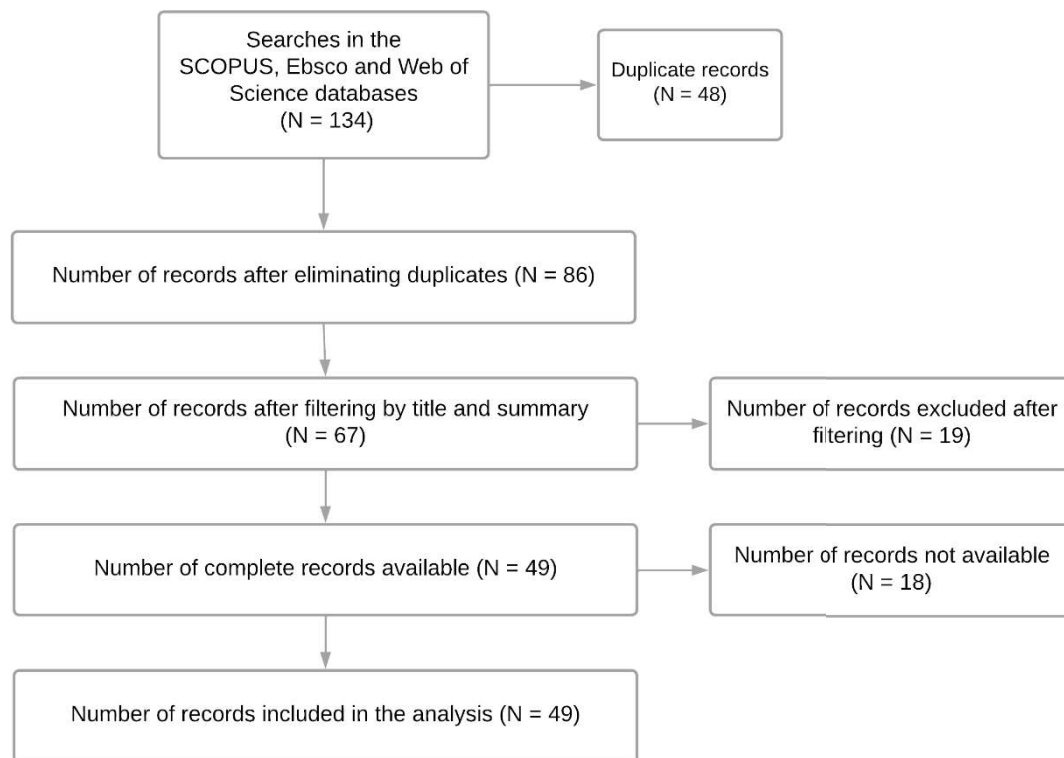 Searches in the
SCOPUS, Ebsco and Web of
Science databases
(N = 134)
Duplicate records
(N = 48)
Number of records after eliminating duplicates (N = 86)
Number of records after filtering by title and summary
(N = 67)
Number of records excluded after
filtering (N = 19)
Number of complete records available (N = 49)
Number of records not available
(N = 18)
Number of records included in the analysis (N = 49)